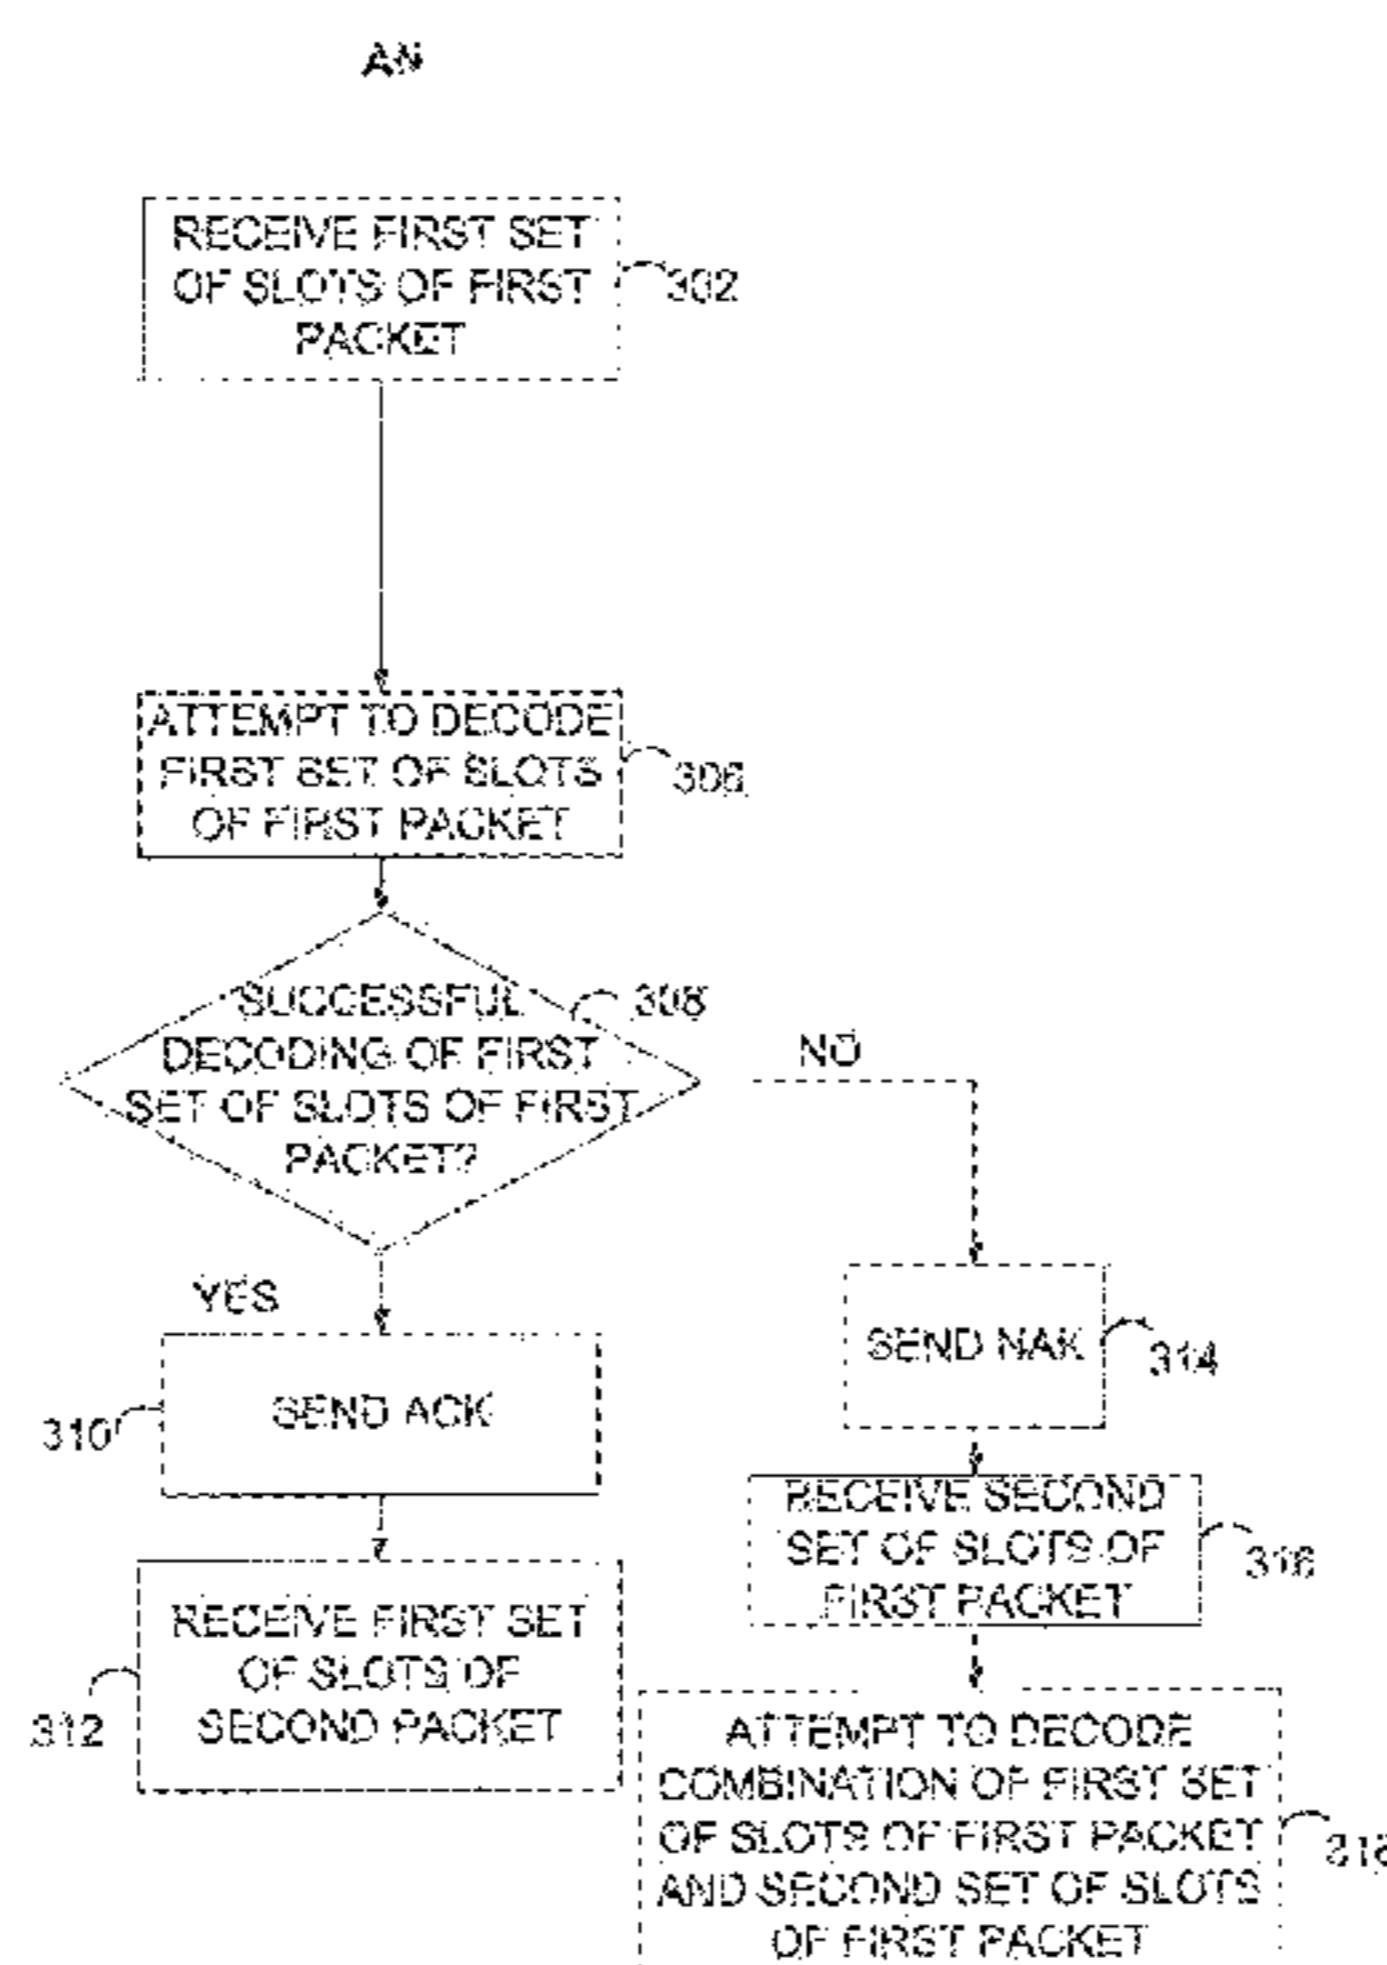 AN
RECEIVE FIRST SET
OF SLOTS OF FIRST
PACKET
302
ATTEMPT TO DECODE
FIRST SET OF SLOTS
OF FIRST PACKET
306
SUCCESSFUL
DECODING OF FIRST
SET OF SLOTS OF FIRST
PACKET?
308
NO
YES
SEND ACK
310
SEND NAK
314
RECEIVE SECOND
SET OF SLOTS OF
FIRST PACKET
316
RECEIVE FIRST SET
OF SLOTS OF
SECOND PACKET
312
ATTEMPT TO DECODE
COMBINATION OF FIRST SET
OF SLOTS OF FIRST PACKET
AND SECOND SET OF SLOTS
OF FIRST PACKET